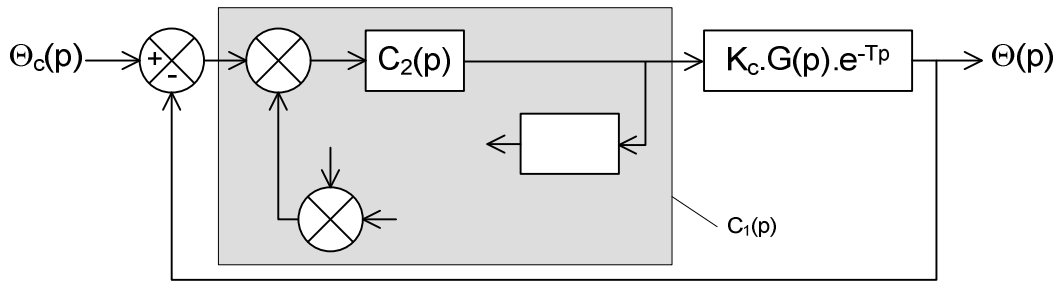 Θc(p)
+
-
C2(p)
Kc.G(p).e-Tp
Θ(p)
C1(p)